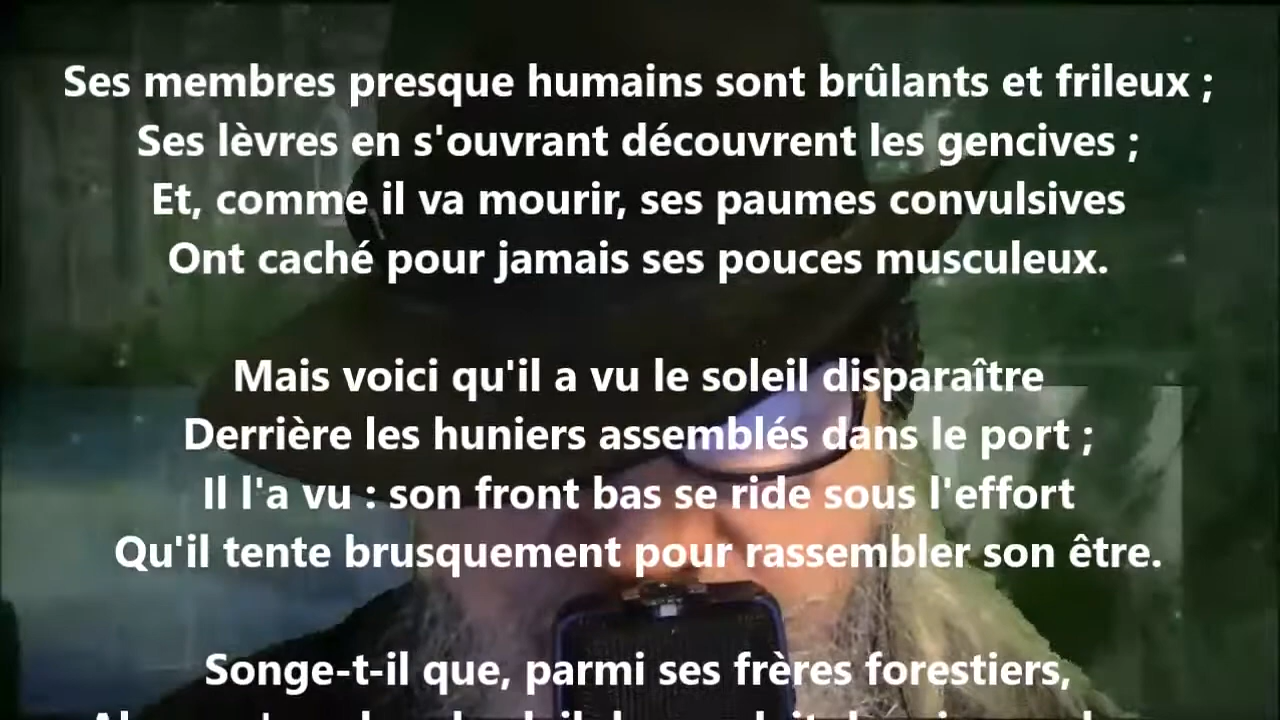 Ses membres presque humains sont brûlants et frileux ;
Ses lèvres en s'ouvrant découvrent les gencives ;
Et, comme il va mourir, ses paumes convulsives
Ont caché pour jamais ses pouces musculeux.
Mais voici qu'il a vu le soleil disparaître
Derrière les huniers assemblés dans le port ;
Il l'a vu : son front bas se ride sous l'effort
Qu'il tente brusquement pour rassembler son être.
Songe-t-il que, parmi ses frères forestiers,